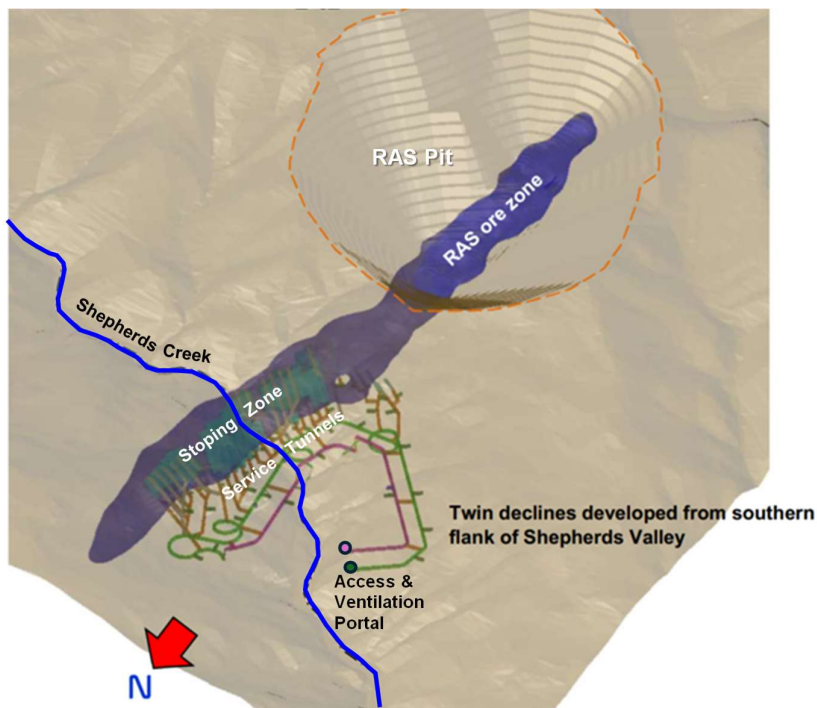 RAS Pit
RAS ore zone
Shepherds Creek
Stoping Zone
Service Tunnels
Twin declines developed from southern
flank of Shepherds Valley
Access &
Ventilation
Portal
N